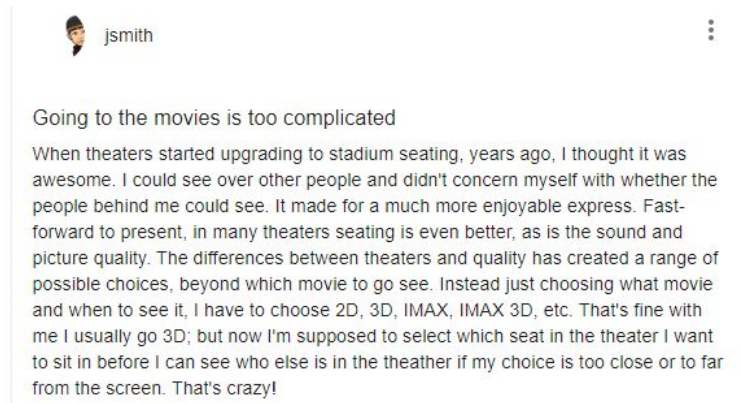 jsmith
Going to the movies is too complicated
When theaters started upgrading to stadium seating, years ago, I thought it was
awesome. I could see over other people and didn't concern myself with whether the
people behind me could see. It made for a much more enjoyable express. Fast-
forward to present, in many theaters seating is even better, as is the sound and
picture quality. The differences between theaters and quality has created a range of
possible choices, beyond which movie to go see. Instead just choosing what movie
and when to see it, I have to choose 2D, 3D, IMAX, IMAX 3D, etc. That's fine with
me I usually go 3D; but now I'm supposed to select which seat in the theater I want
to sit in before I can see who else is in the theather if my choice is too close or to far
from the screen. That's crazy!